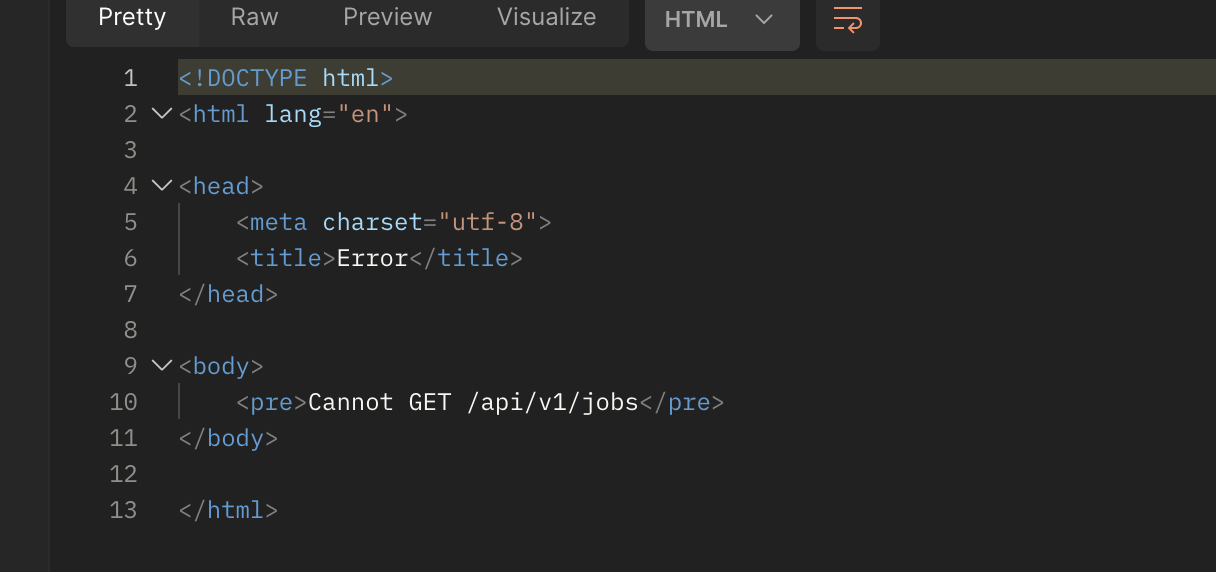 Pretty Raw Preview Visualize HTML
1 <!DOCTYPE html>
2 <html lang="en">
3
4 <head>
5     <meta charset="utf-8">
6     <title>Error</title>
7 </head>
8
9 <body>
10     <pre>Cannot GET /api/v1/jobs</pre>
11 </body>
12
13 </html>